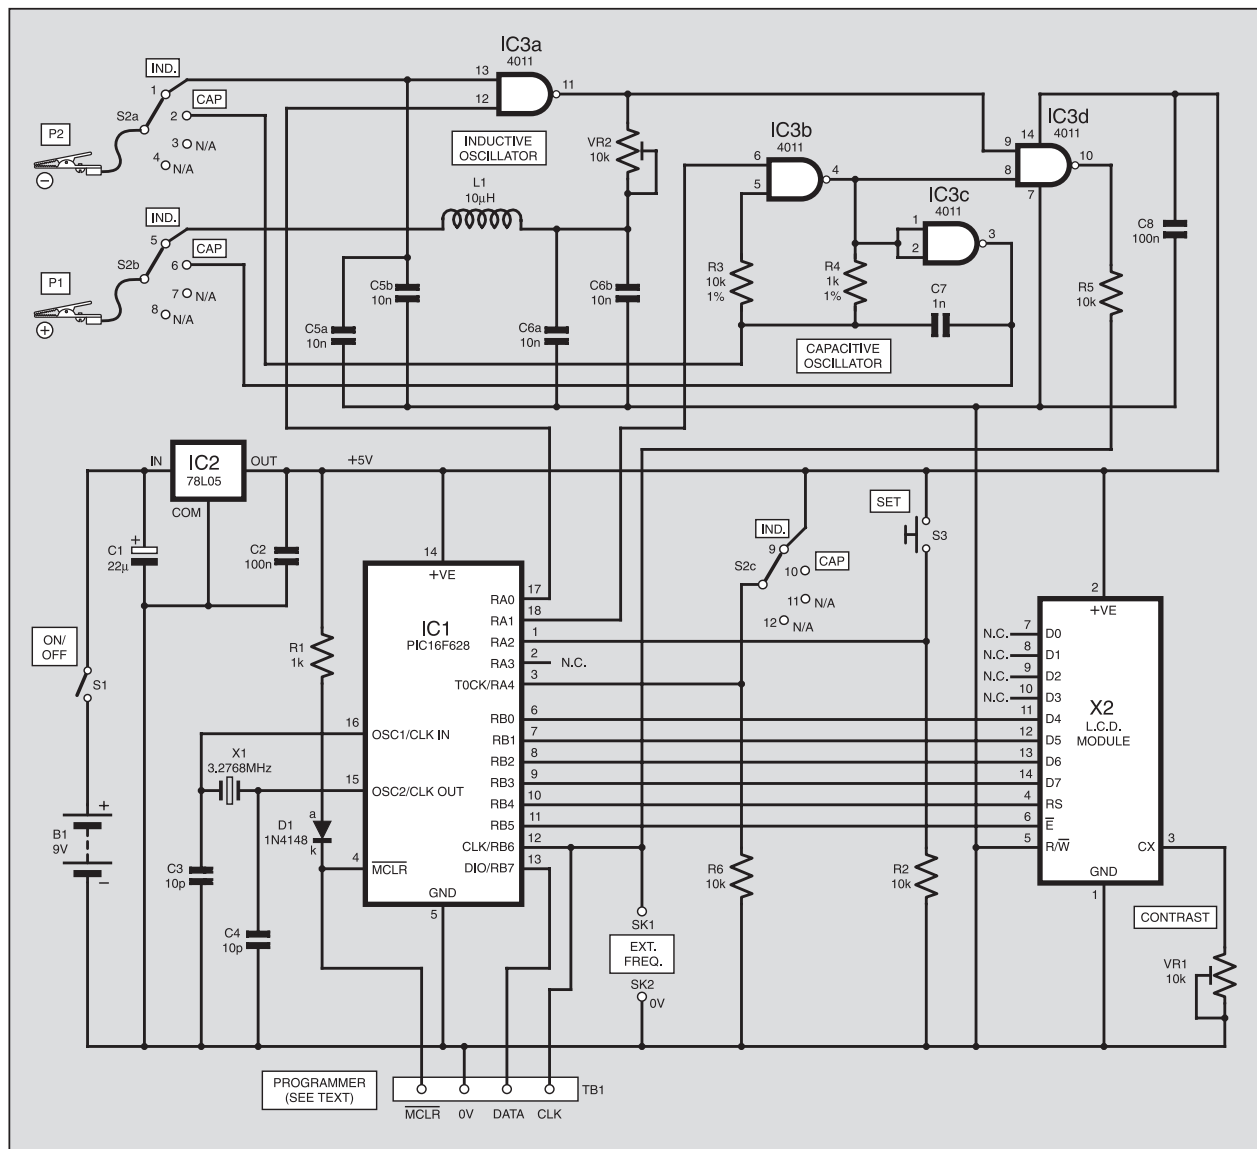 IC3a
4011
13
12
11
IND.
1
S2a
2
CAP
3
N/A
4
N/A
P2
−
INDUCTIVE
OSCILLATOR
VR2
10k
IC3b
4011
6
5
4
IC3d
4011
14
9
8
7
10
IC3c
4011
1
2
3
L1
10μH
IND.
5
S2b
6
CAP
7
N/A
8
N/A
P1
+
C5b
10n
C5a
10n
C6b
10n
C6a
10n
R3
10k
1%
R4
1k
1%
C7
1n
C8
100n
R5
10k
CAPACITIVE
OSCILLATOR
IN
IC2
78L05
OUT
COM
+5V
+
C1
22μ
C2
100n
ON/
OFF
S1
R1
1k
14
+VE
IC1
PIC16F628
RA0
17
RA1
18
RA2
1
RA3
2
N.C.
T0CK/RA4
3
RB0
6
RB1
7
RB2
8
RB3
9
RB4
10
RB5
11
CLK/RB6
12
DIO/RB7
13
16
OSC1/CLK IN
15
OSC2/CLK OUT
4
MCLR
GND
5
X1
3.2768MHz
D1
1N4148
a
k
B1
9V
+
−
C3
10p
C4
10p
IND.
9
S2c
10
CAP
11
N/A
12
N/A
SET
S3
R6
10k
R2
10k
SK1
EXT.
FREQ.
SK2
0V
2
+VE
N.C.
7
D0
N.C.
8
D1
N.C.
9
D2
N.C.
10
D3
11
D4
12
D5
13
D6
14
D7
4
RS
6
E
5
R/W
X2
L.C.D.
MODULE
CX
3
GND
1
CONTRAST
VR1
10k
PROGRAMMER
(SEE TEXT)
TB1
MCLR
0V
DATA
CLK